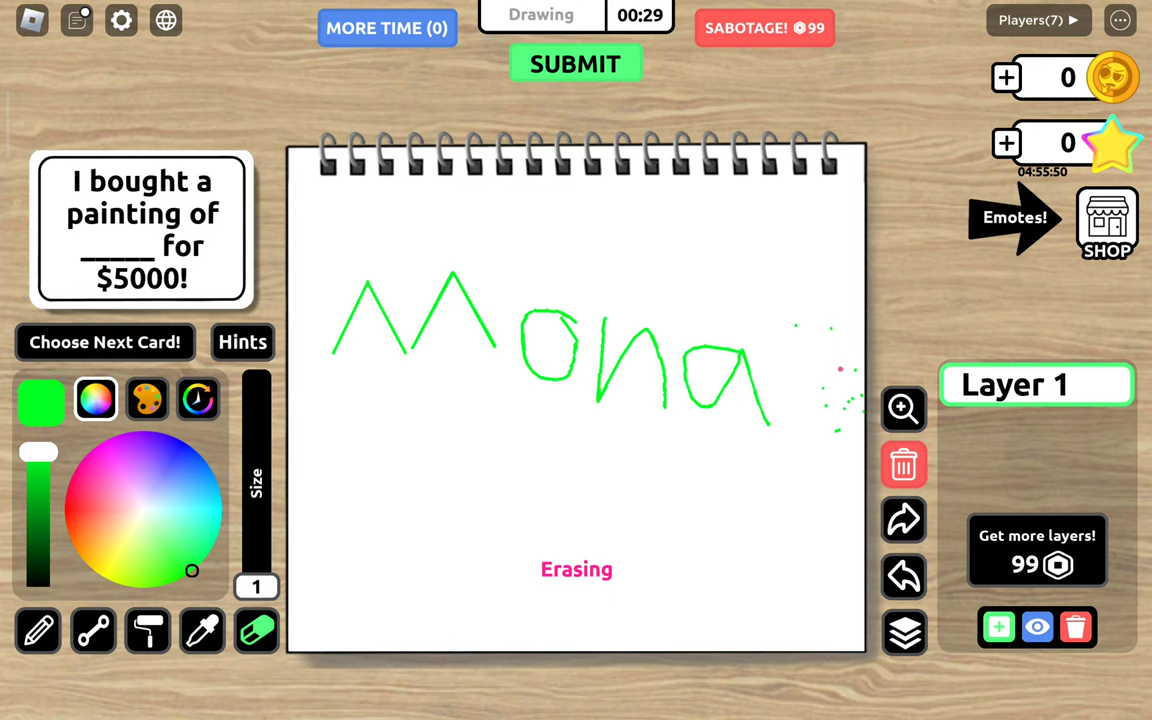 Drawing 00:29
MORE TIME (0)
SABOTAGE! 99
Players(7) ▶
SUBMIT
0
0
04:55:50
Emotes!
SHOP
I bought a
painting of
_____ for
$5000!
Choose Next Card!
Hints
Mona
Layer 1
Size
1
Get more layers!
99
Erasing